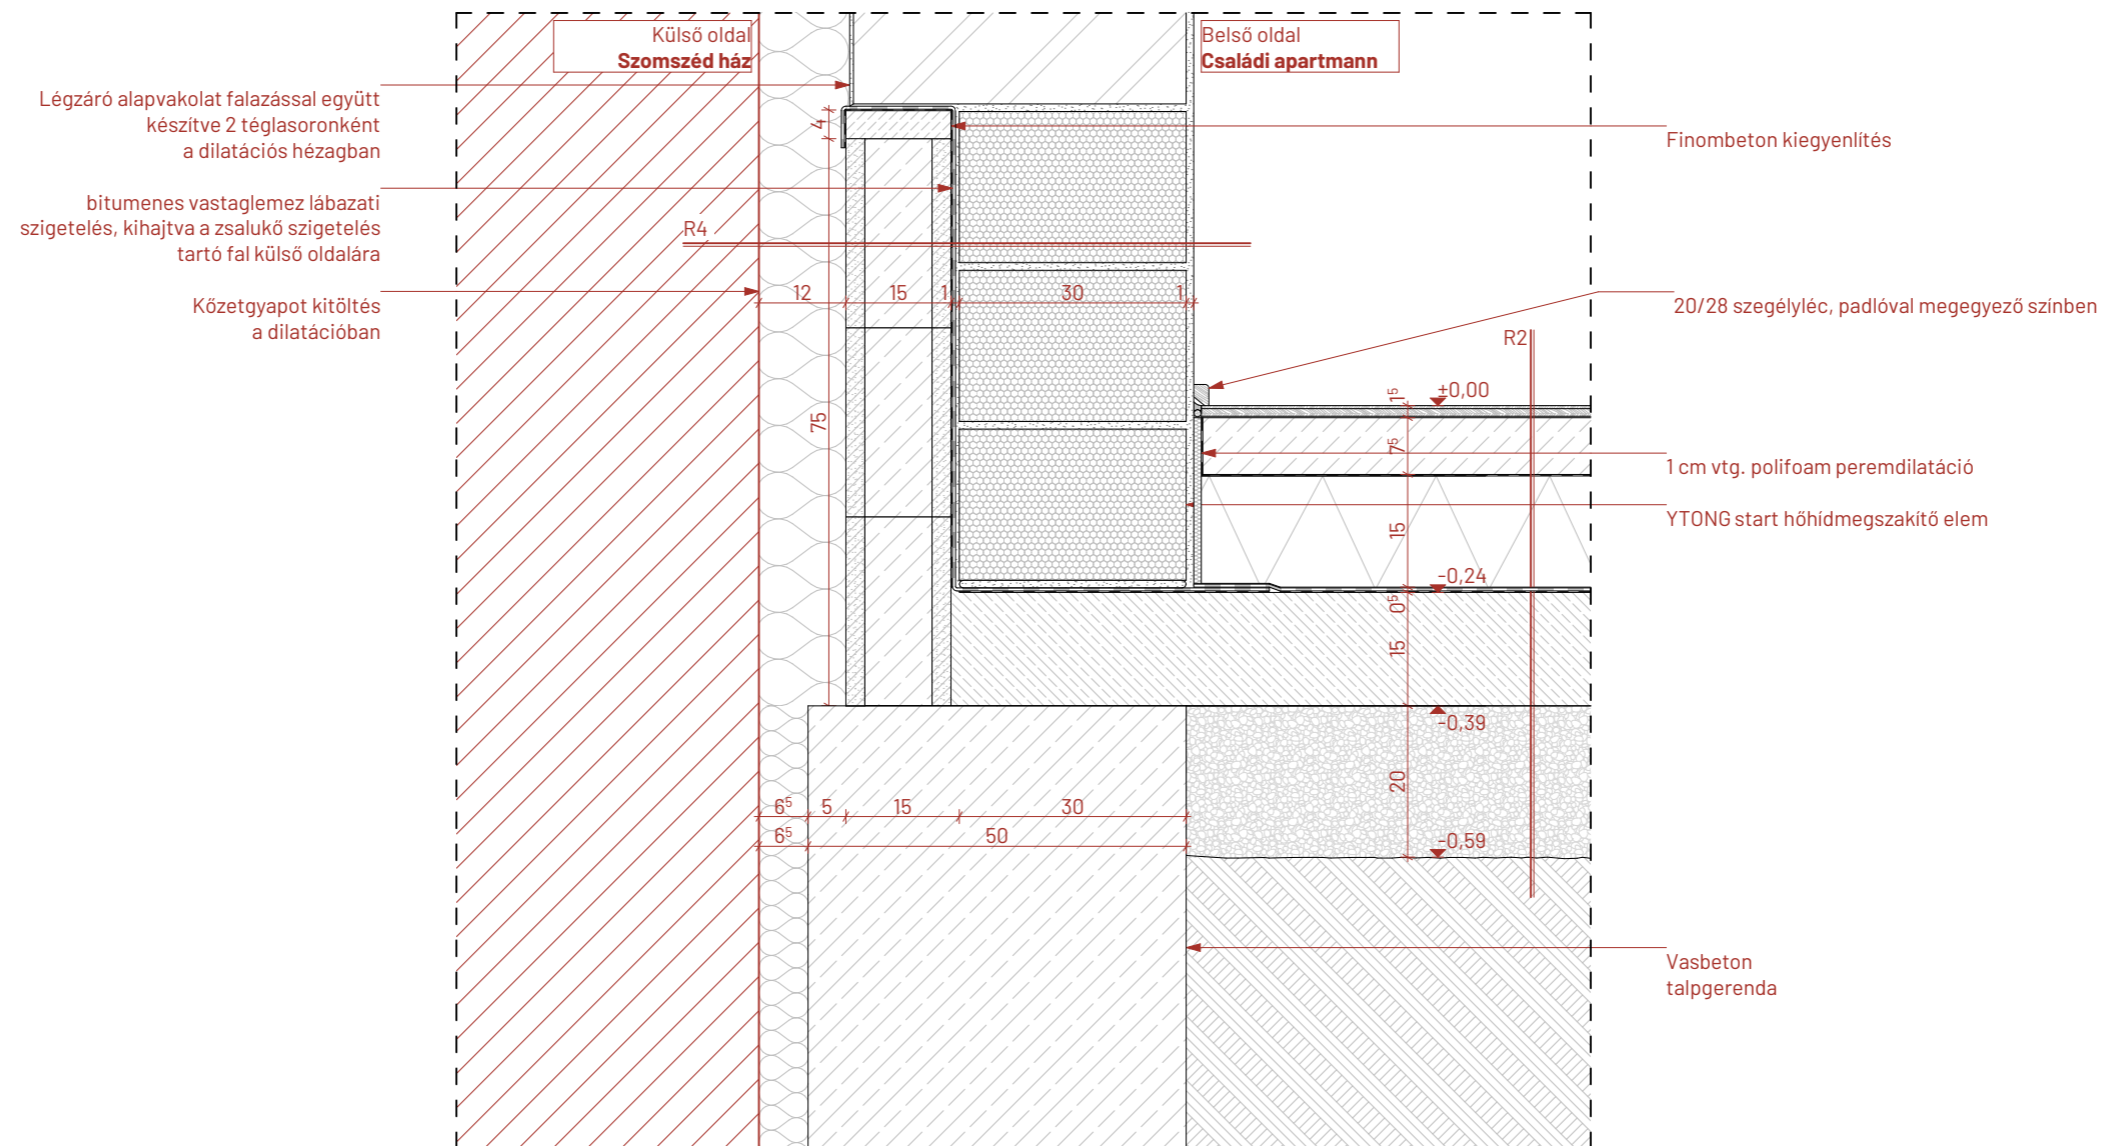 Külső oldal
Szomszéd ház
Belső oldal
Családi apartmann
Légzáró alapvakolat falazással együtt
készítve 2 téglasoronként
a dilatációs hézagban
bitumenes vastaglemez lábazati
szigetelés, kihajtva a zsalukő szigetelés
tartó fal külső oldalára
Kőzetgyapot kitöltés
a dilatációban
Finombeton kiegyenlítés
20/28 szegélyléc, padlóval megegyező színben
1 cm vtg. polifoam peremdilatáció
YTONG start hőhídmegszakító elem
Vasbeton
talpgerenda
R4
R2
4
75
12 15 1 30 1
1⁵
7⁵
15
0⁵
15
20
±0,00
-0,24
-0,39
-0,59
6⁵ 5 15 30
6⁵ 50